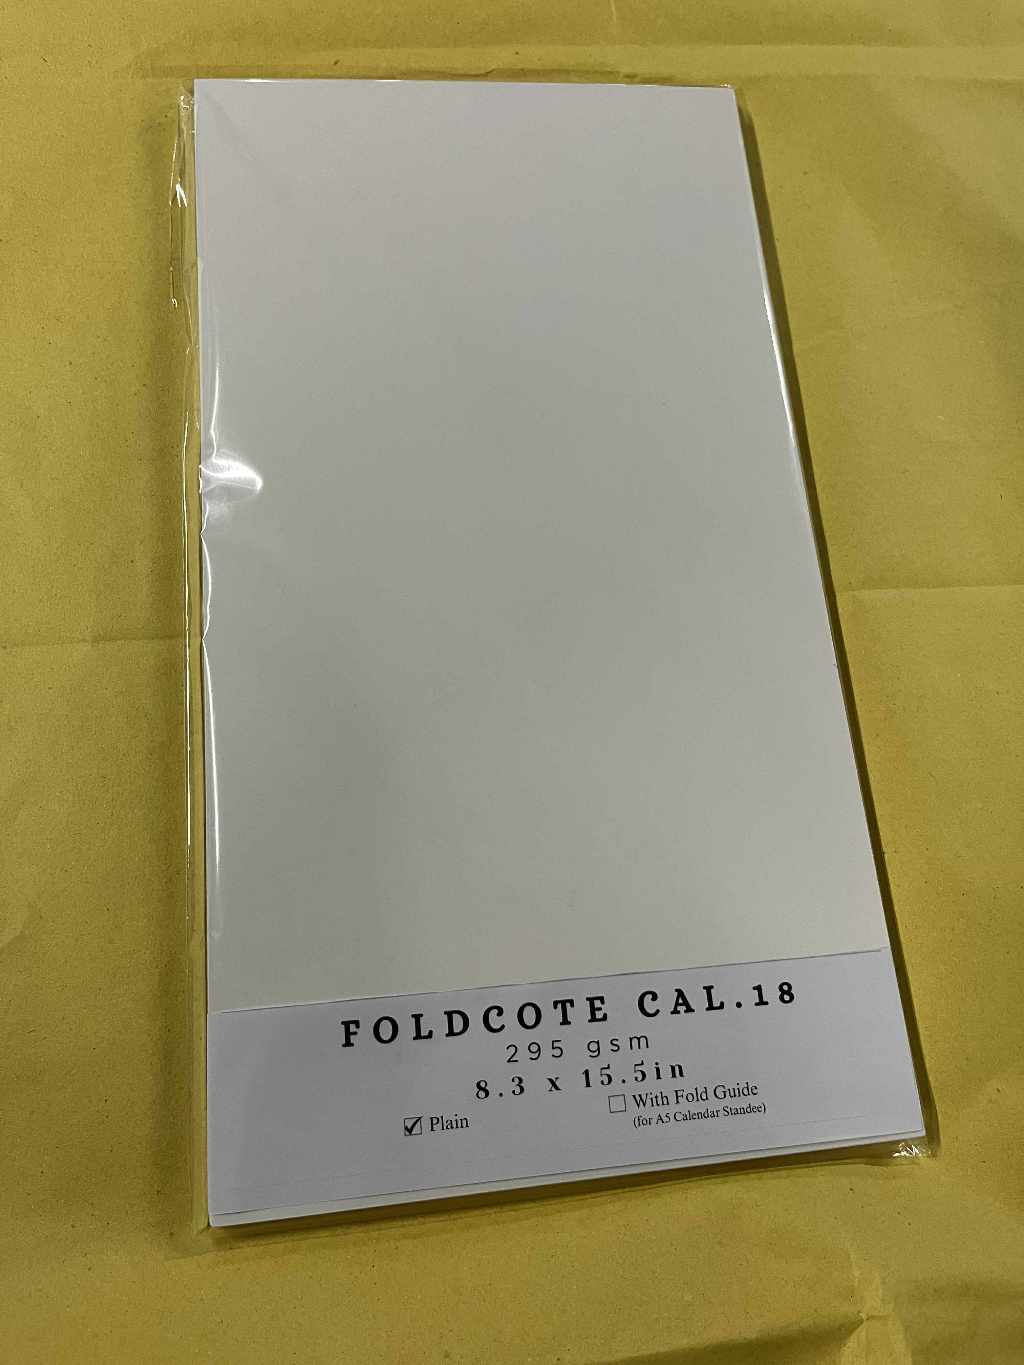 FOLDCOTE CAL.18
295 gsm
8.3 x 15.5in
☑ Plain
☐ With Fold Guide
(for A5 Calendar Standee)